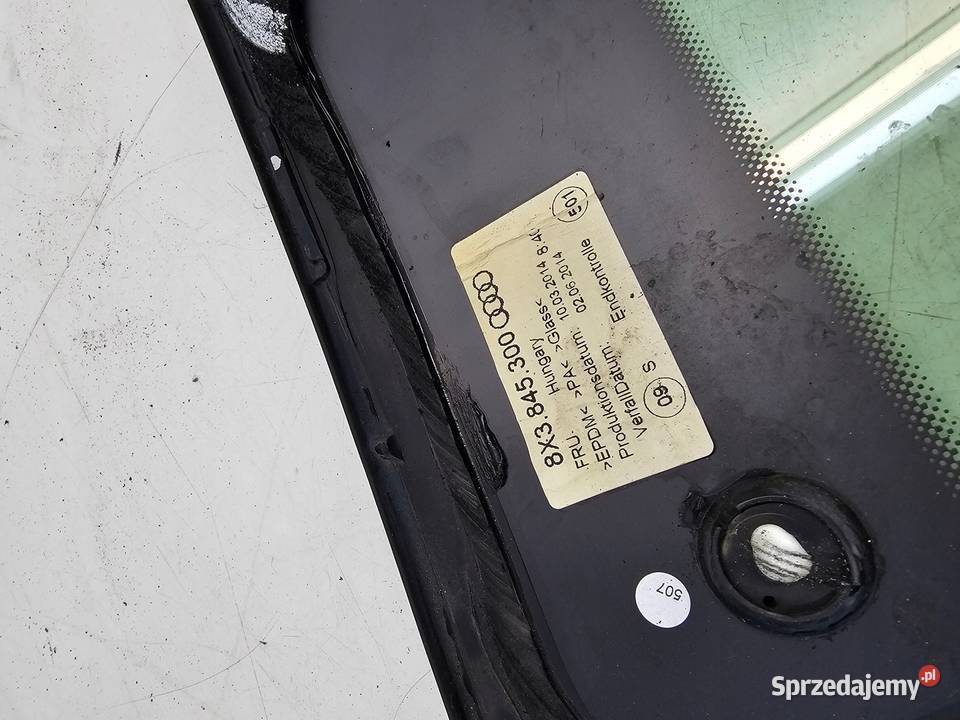 8X3.845.300
FRU. Hungary
>EPDM< >PA< >Glass<
Produktionsdatum: 10.03.2014 8:40
VerfallDatum: 02.06.2014
09 S Endkontrolle E01
507
Sprzedajemy.pl